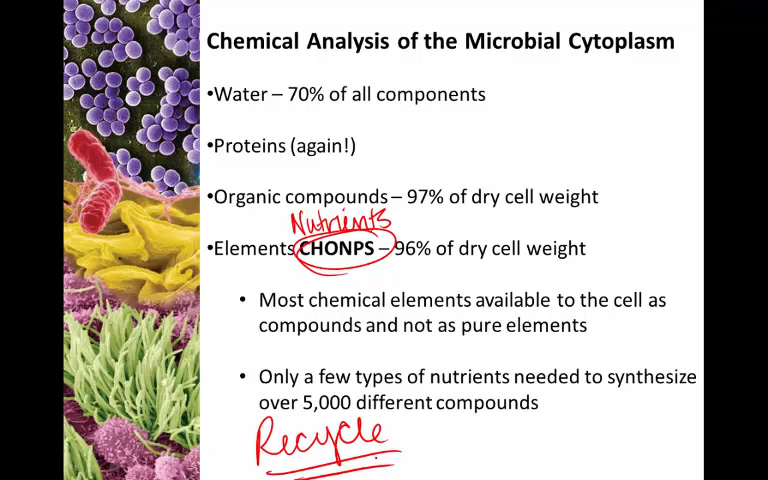 Chemical Analysis of the Microbial Cytoplasm
•Water – 70% of all components
•Proteins (again!)
•Organic compounds – 97% of dry cell weight
Nutrients
•Elements CHONPS – 96% of dry cell weight
• Most chemical elements available to the cell as
compounds and not as pure elements
• Only a few types of nutrients needed to synthesize
over 5,000 different compounds
Recycle